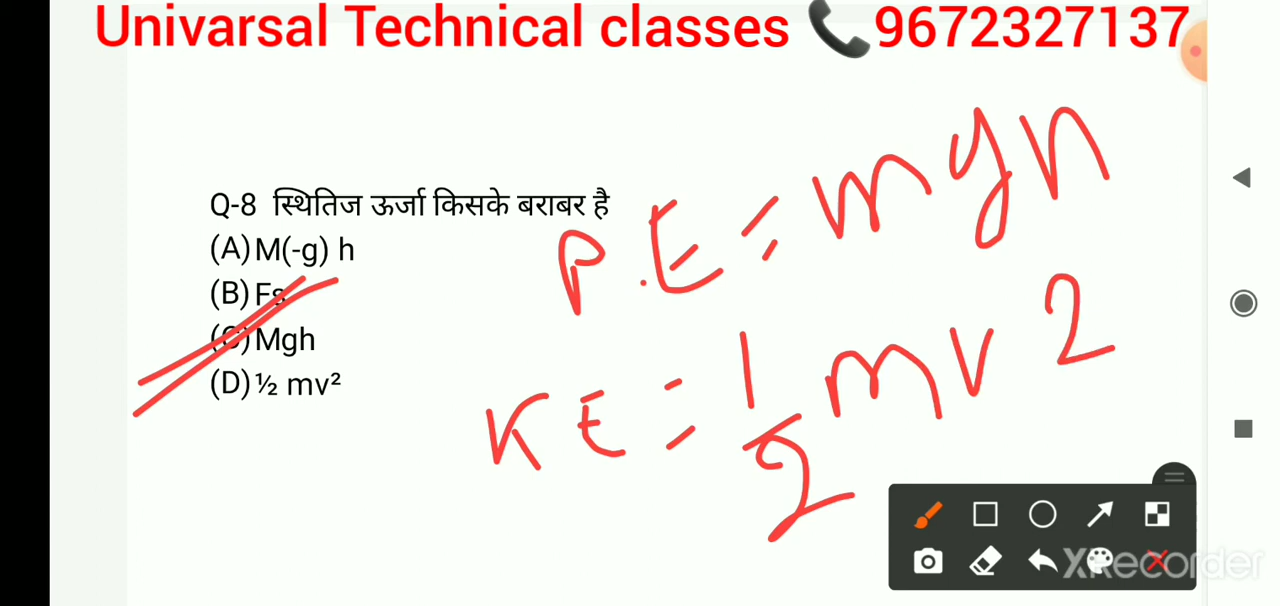 Univarsal Technical classes 📞9672327137
Q-8 स्थितिज ऊर्जा किसके बराबर है
(A) M(-g) h
(B) Fs
(C) Mgh
(D) ½ mv²
P.E = mgh
KE = 1/2 mv2
XRecorder